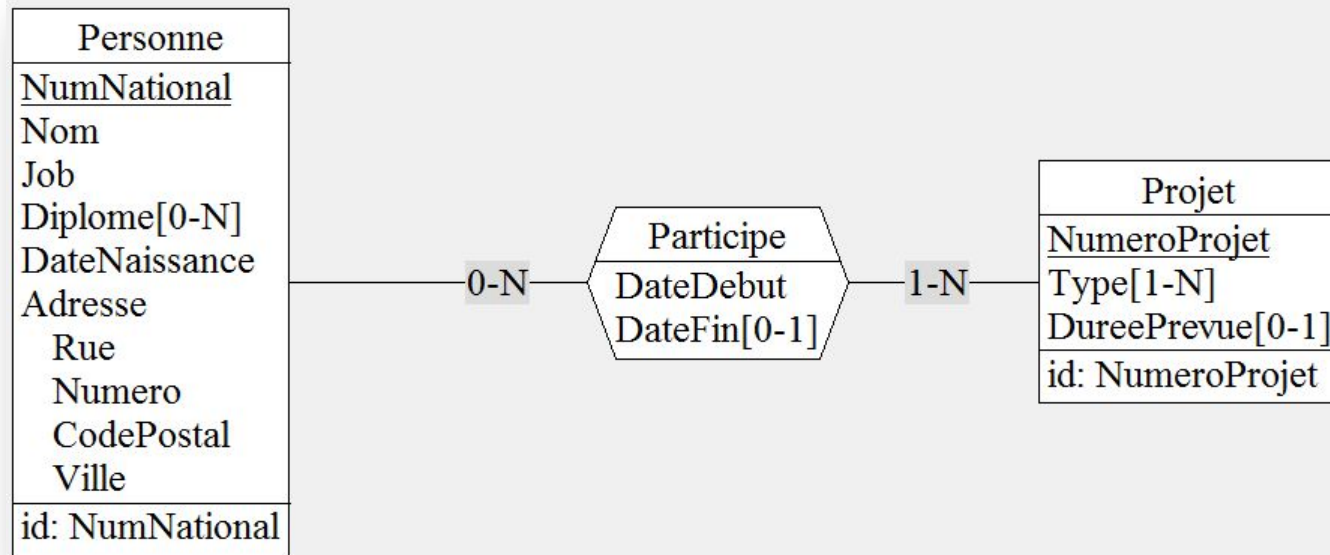 Personne
NumNational
Nom
Job
Diplome[0-N]
DateNaissance
Adresse
Rue
Numero
CodePostal
Ville
id: NumNational
0-N
Participe
DateDebut
DateFin[0-1]
1-N
Projet
NumeroProjet
Type[1-N]
DureePrevue[0-1]
id: NumeroProjet